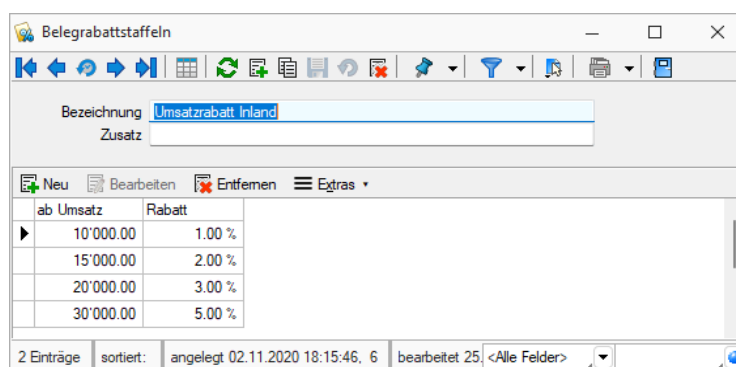 Belegrabattstaffeln
Bezeichnung Umsatzrabatt Inland
Zusatz
Neu Bearbeiten Entfernen Extras
ab Umsatz Rabatt
10'000.00 1.00 %
15'000.00 2.00 %
20'000.00 3.00 %
30'000.00 5.00 %
2 Einträge sortiert: angelegt 02.11.2020 18:15:46, 6 bearbeitet 25. <Alle Felder>